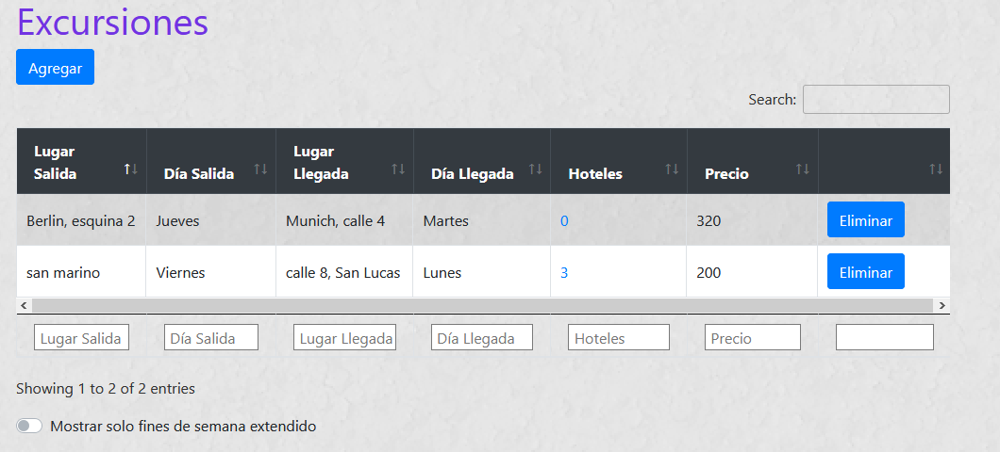 Excursiones
Agregar
Search:
Lugar Salida Día Salida Lugar Llegada Día Llegada Hoteles Precio
Berlin, esquina 2 Jueves Munich, calle 4 Martes 0 320 Eliminar
san marino Viernes calle 8, San Lucas Lunes 3 200 Eliminar
Lugar Salida Día Salida Lugar Llegada Día Llegada Hoteles Precio
Showing 1 to 2 of 2 entries
Mostrar solo fines de semana extendido